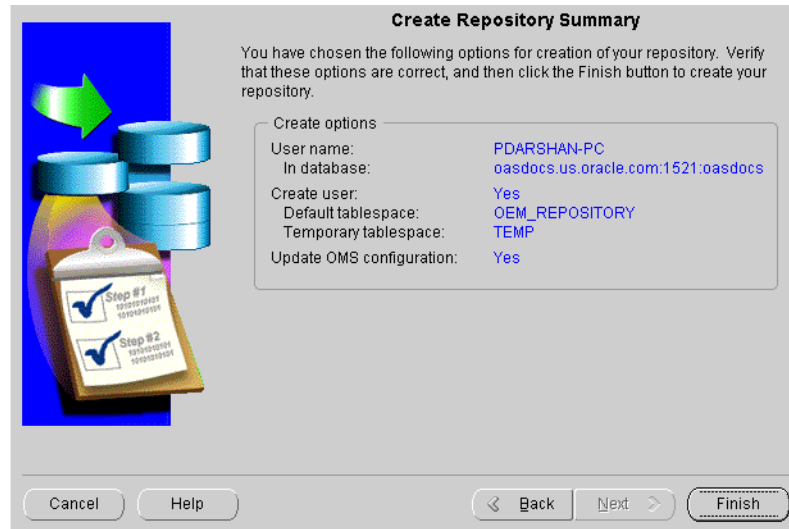 Create Repository Summary
You have chosen the following options for creation of your repository. Verify
that these options are correct, and then click the Finish button to create your
repository.
Create options
User name: PDARSHAN-PC
In database: oasdocs.us.oracle.com:1521:oasdocs
Create user: Yes
Default tablespace: OEM_REPOSITORY
Temporary tablespace: TEMP
Update OMS configuration: Yes
Step #1
Step #2
Cancel
Help
Back
Next
Finish